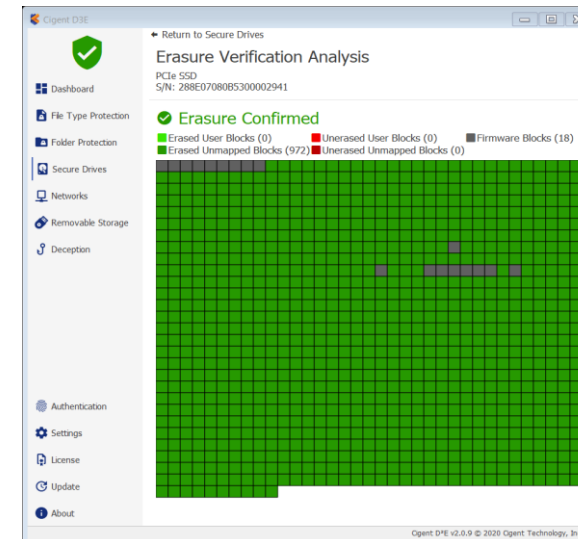 Cigent D3E
← Return to Secure Drives
Erasure Verification Analysis
PCIe SSD
S/N: 288E07080B5300002941
Erasure Confirmed
Erased User Blocks (0) Unerased User Blocks (0) Firmware Blocks (18)
Erased Unmapped Blocks (972) Unerased Unmapped Blocks (0)
Dashboard
File Type Protection
Folder Protection
Secure Drives
Networks
Removable Storage
Deception
Authentication
Settings
License
Update
About
Cigent D³E v2.0.9 © 2020 Cigent Technology, In